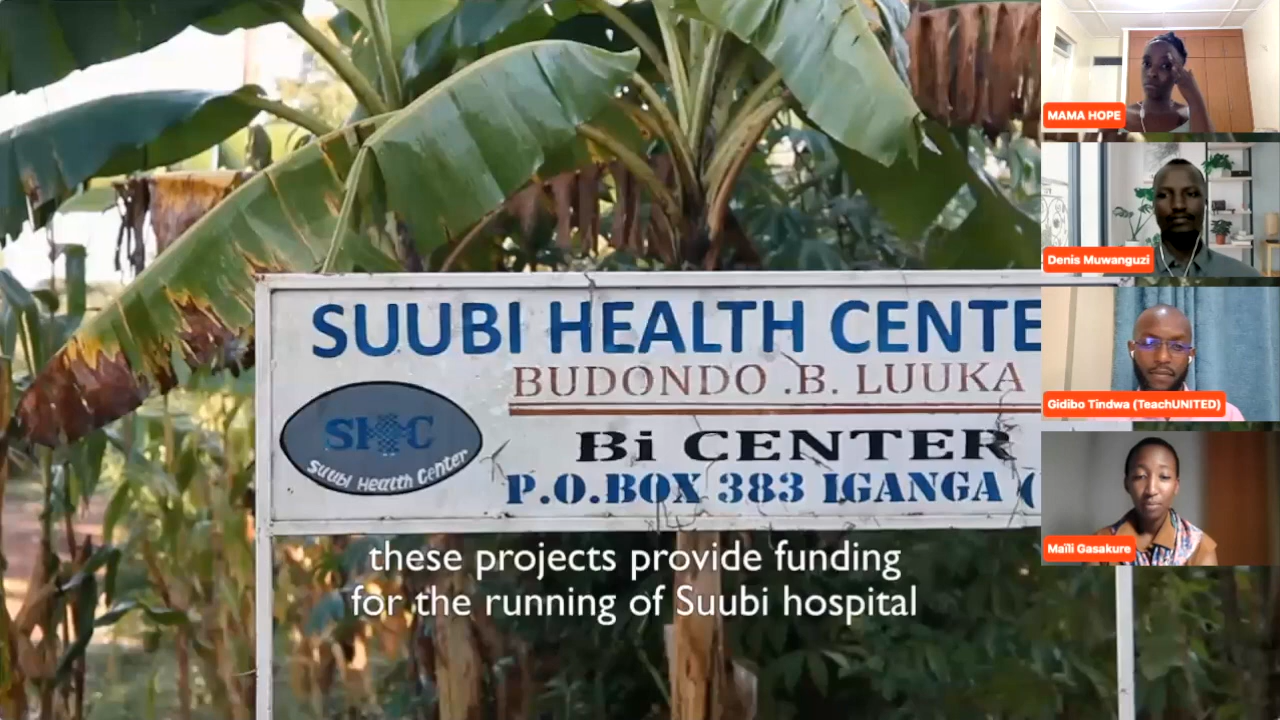 SUUBI HEALTH CENTE
BUDONDO .B. LUUKA
SHC
Suubi Health Center
Bi CENTER
P.O.BOX 383 IGANGA (
these projects provide funding
for the running of Suubi hospital
MAMA HOPE
Denis Muwanguzi
Gidibo Tindwa (TeachUNITED)
Maïli Gasakure